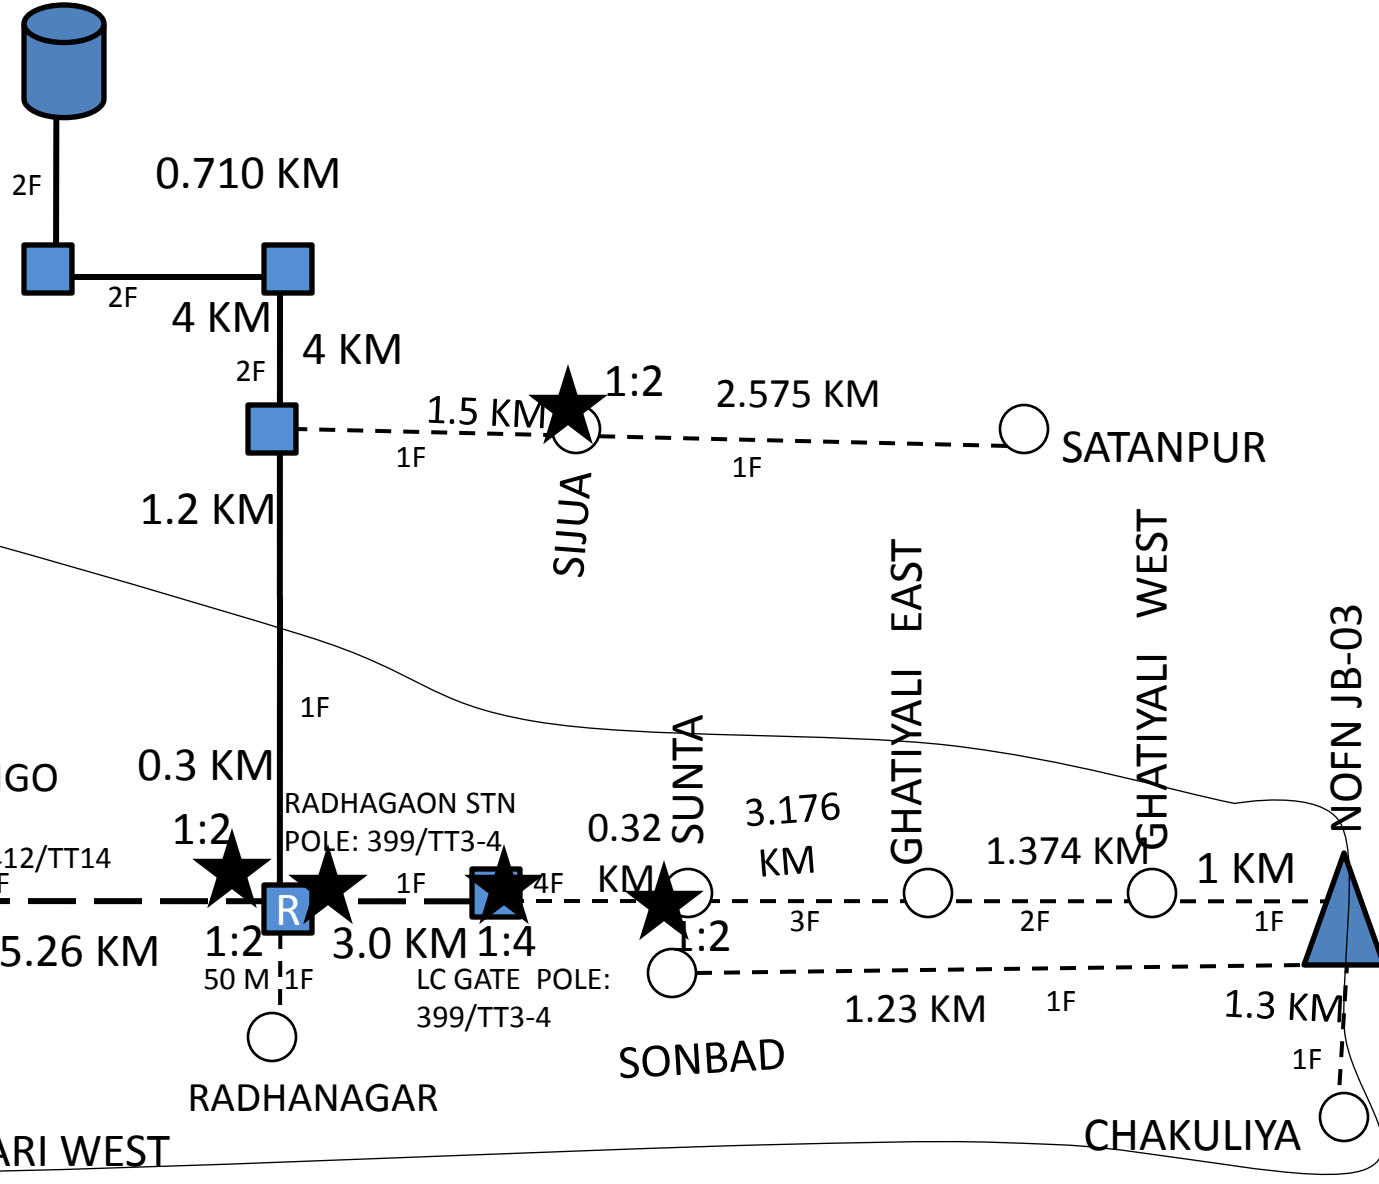 2F
0.710 KM
2F
4 KM
4 KM
2F
1:2
2.575 KM
1.5 KM
1F
1F
SATANPUR
SIJUA
1.2 KM
GHATIYALI EAST
GHATIYALI WEST
NOFN JB-03
1F
SUNTA
0.3 KM
RADHAGAON STN
POLE: 399/TT3-4
1:2
0.32
KM
3.176
KM
1.374 KM
1 KM
12/TT14
1F
4F
R
5.26 KM
1:2
3.0 KM
1:4
1:2
3F
2F
1F
50 M
1F
LC GATE POLE:
399/TT3-4
1.23 KM
1F
1.3 KM
1F
SONBAD
RADHANAGAR
CHAKULIYA
WEST